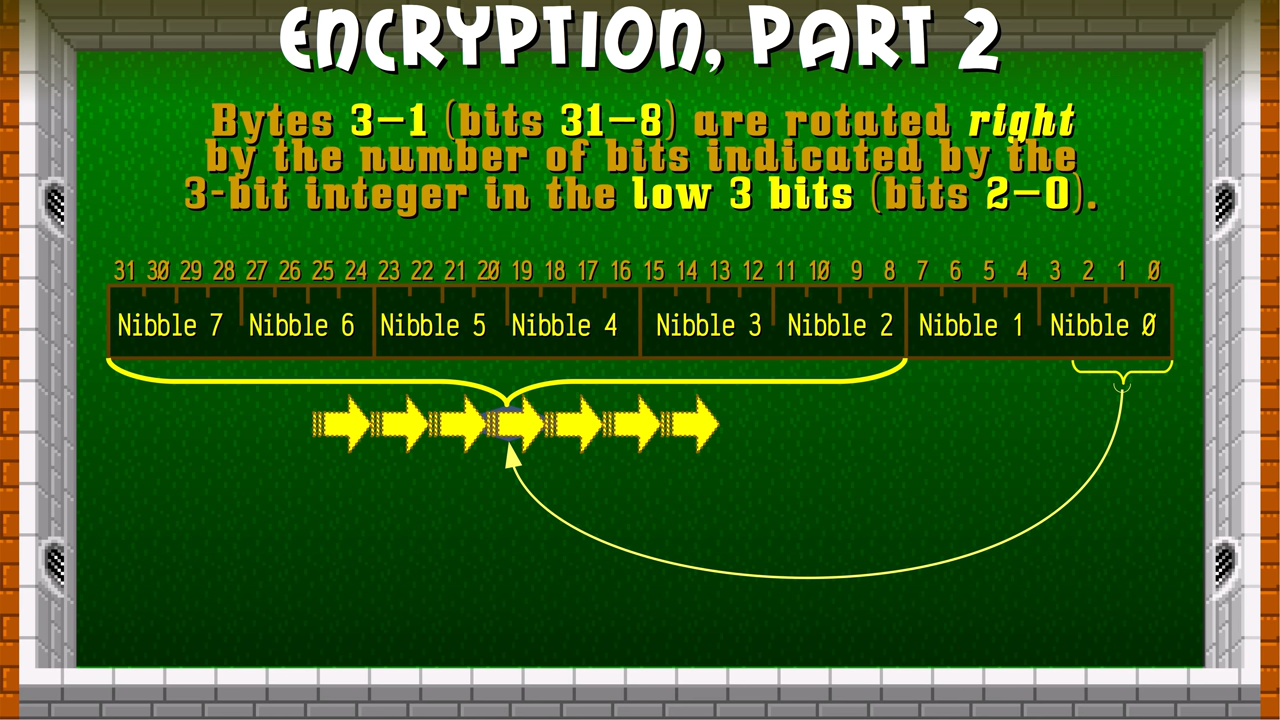 ENCRYPTION, PART 2
Bytes 3–1 (bits 31–8) are rotated right
by the number of bits indicated by the
3-bit integer in the low 3 bits (bits 2–0).
31 30 29 28 27 26 25 24 23 22 21 20 19 18 17 16 15 14 13 12 11 10 9 8 7 6 5 4 3 2 1 0
Nibble 7 Nibble 6 Nibble 5 Nibble 4 Nibble 3 Nibble 2 Nibble 1 Nibble 0